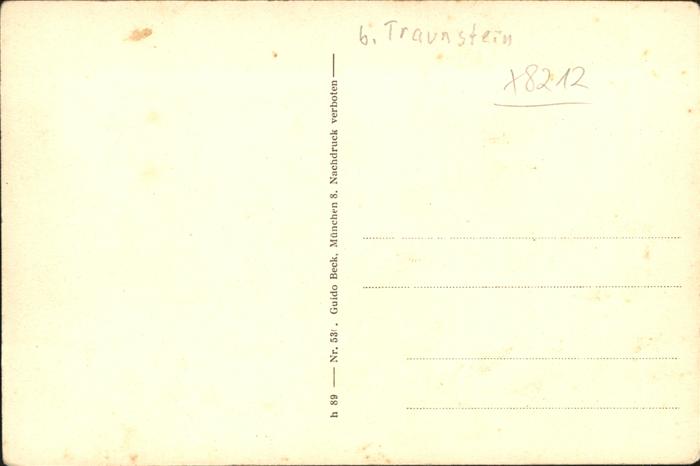 b. Traunstein
x8212
h 89 — Nr. 53 . Guido Beck, München 8. Nachdruck verboten —